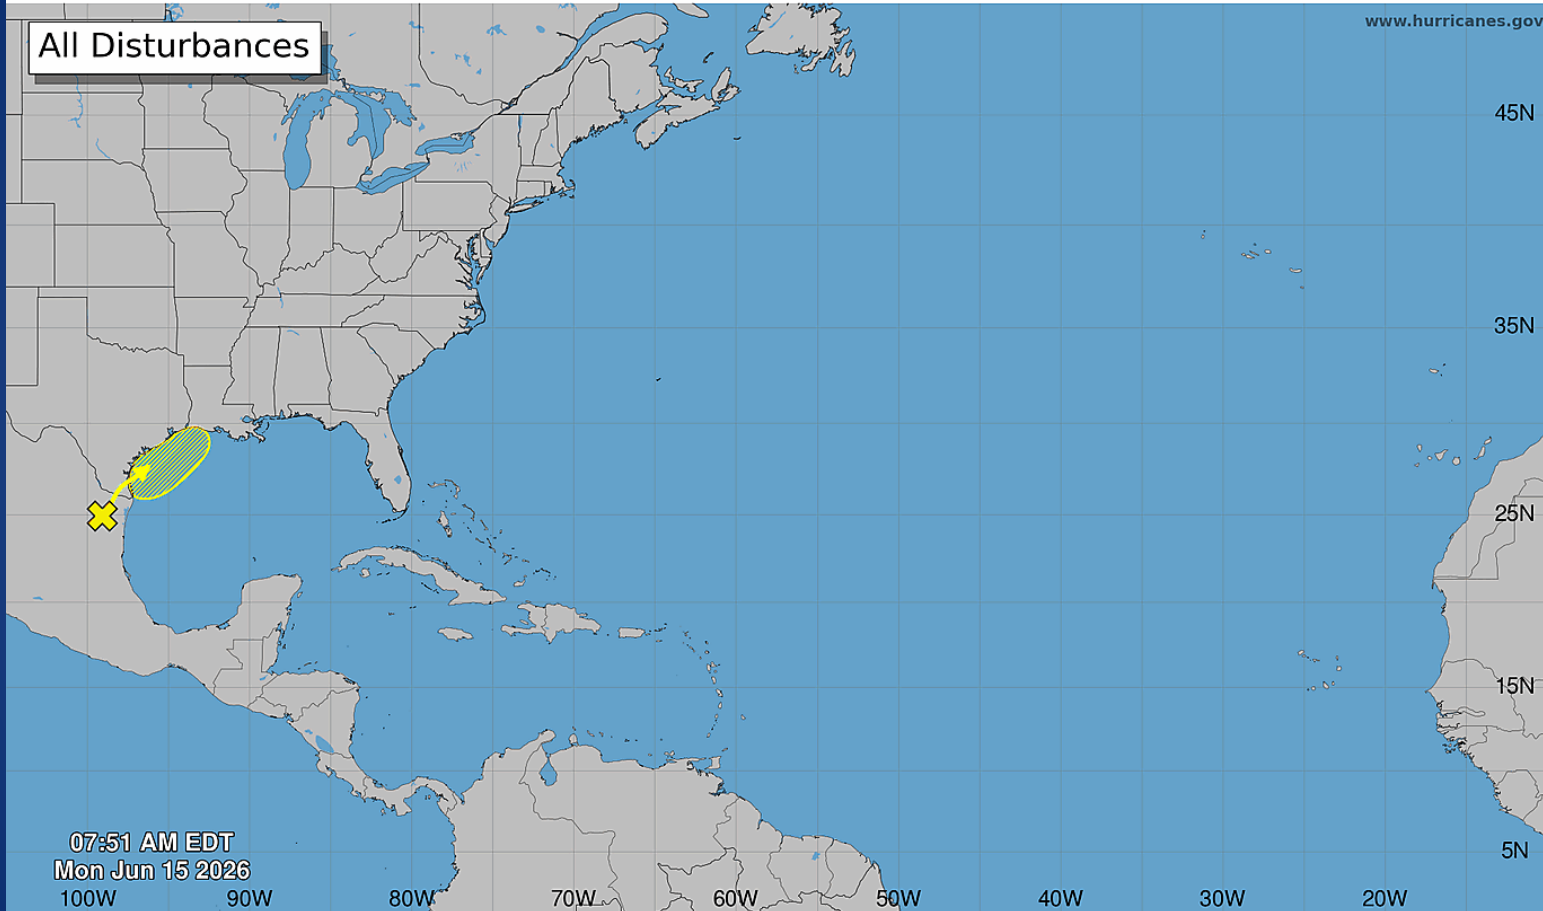 www.hurricanes.gov
All Disturbances
45N
35N
25N
15N
5N
07:51 AM EDT
Mon Jun 15 2026
100W 90W 80W 70W 60W 50W 40W 30W 20W